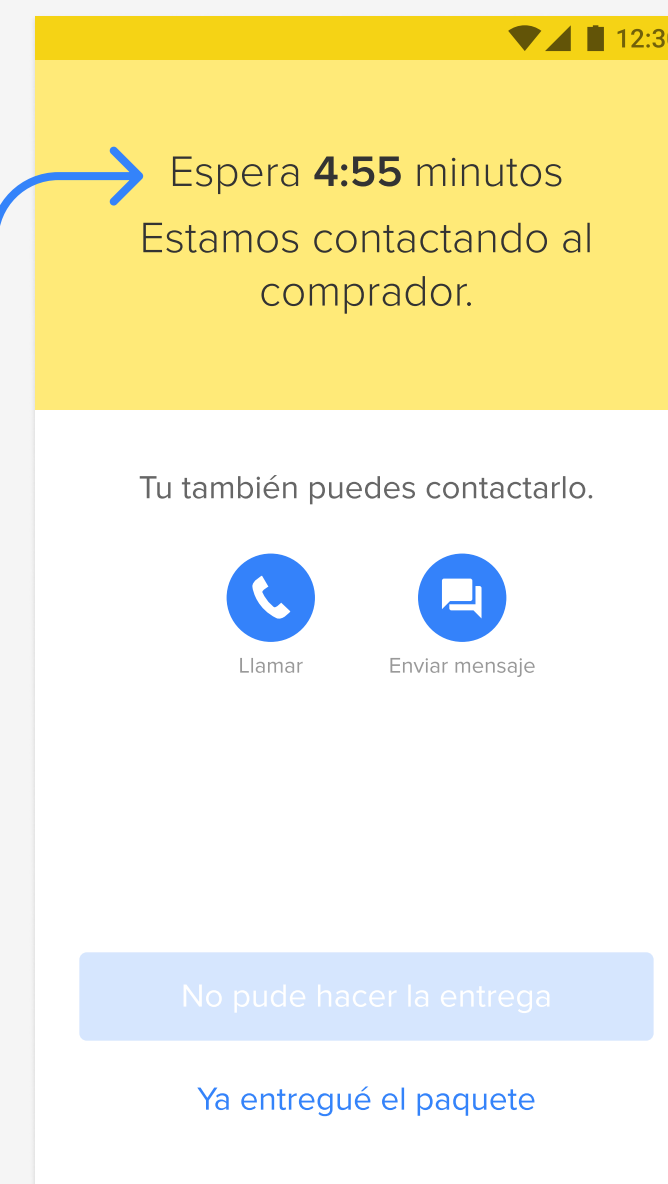 Espera 4:55 minutos
Estamos contactando al
comprador.
Tu también puedes contactarlo.
Llamar
Enviar mensaje
No pude hacer la entrega
Ya entregué el paquete